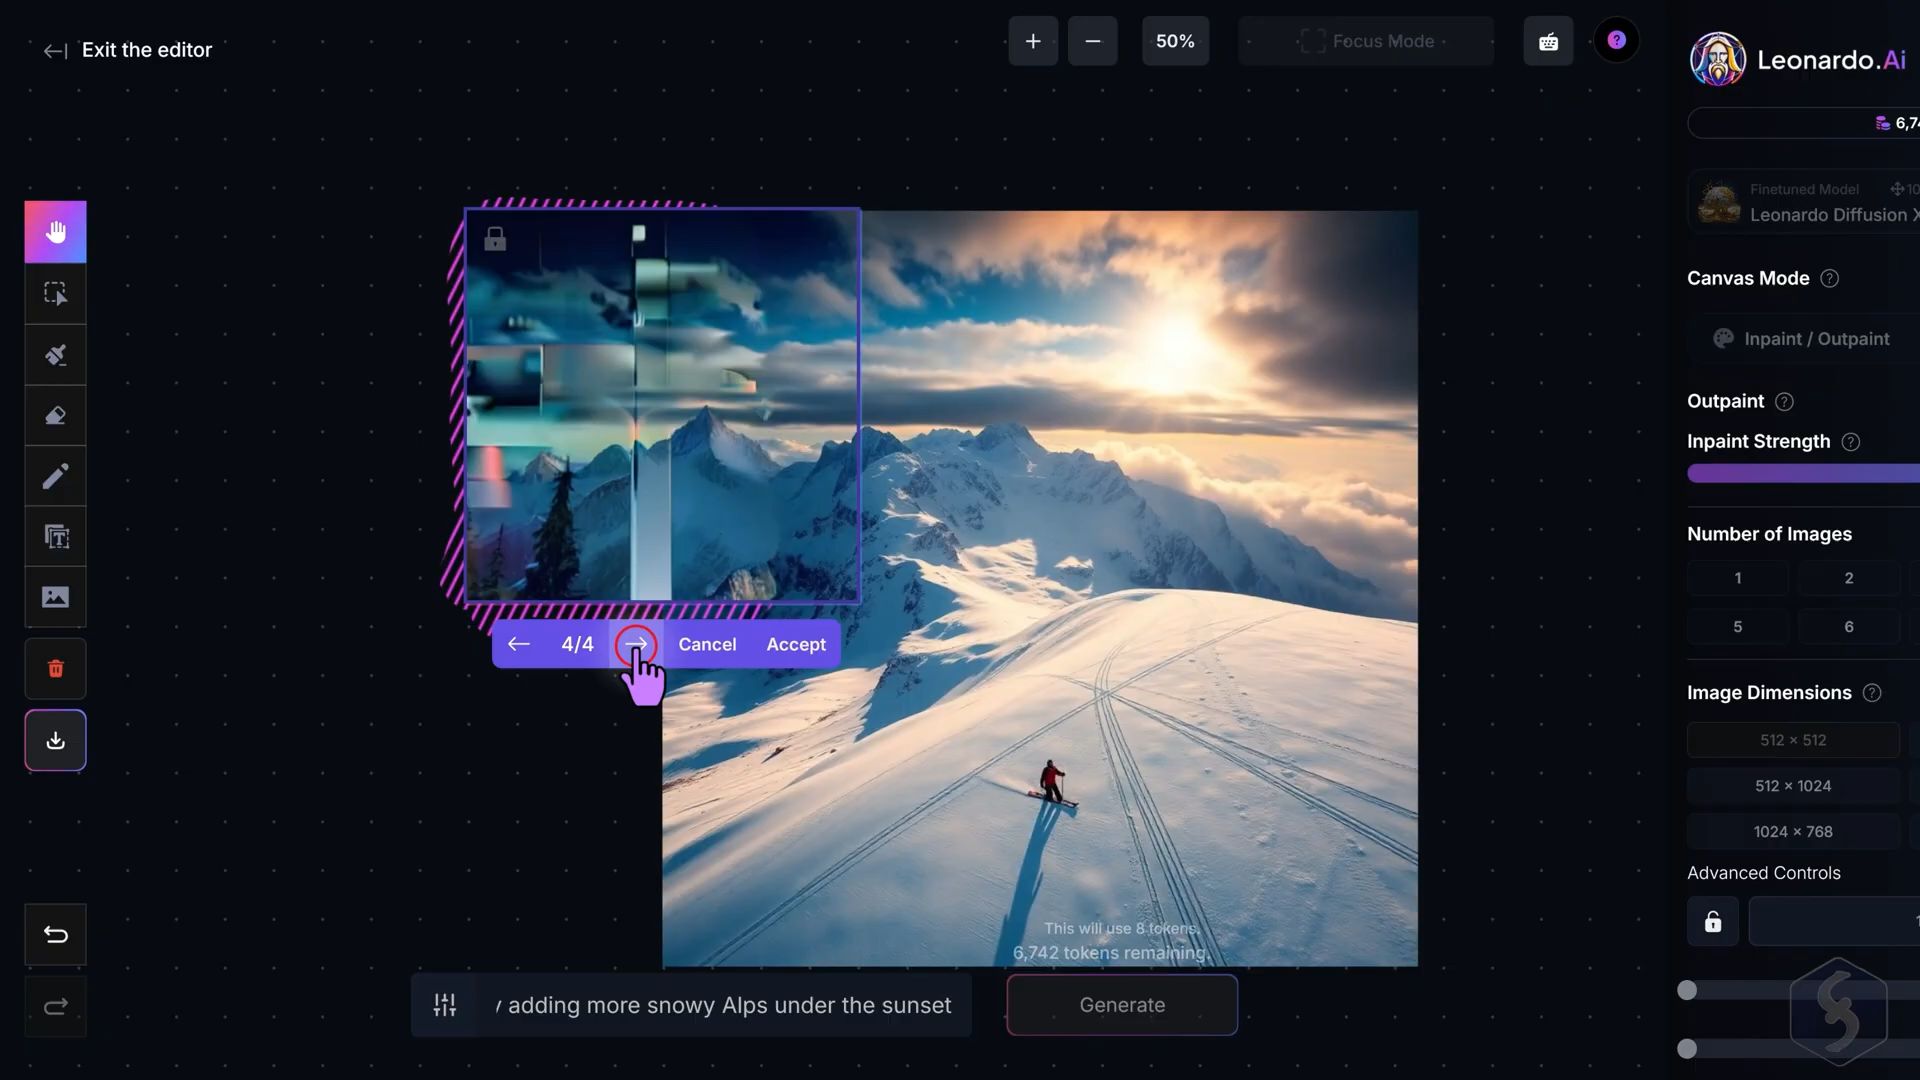 Exit the editor
50%
Focus Mode
?
Leonardo.Ai
6,74
Finetuned Model
10
Leonardo Diffusion X
Canvas Mode ?
Inpaint / Outpaint
Outpaint ?
Inpaint Strength ?
Number of Images
1
2
5
6
4/4
Cancel
Accept
Image Dimensions ?
512 × 512
512 × 1024
1024 × 768
Advanced Controls
This will use 8 tokens.
6,742 tokens remaining.
adding more snowy Alps under the sunset
Generate